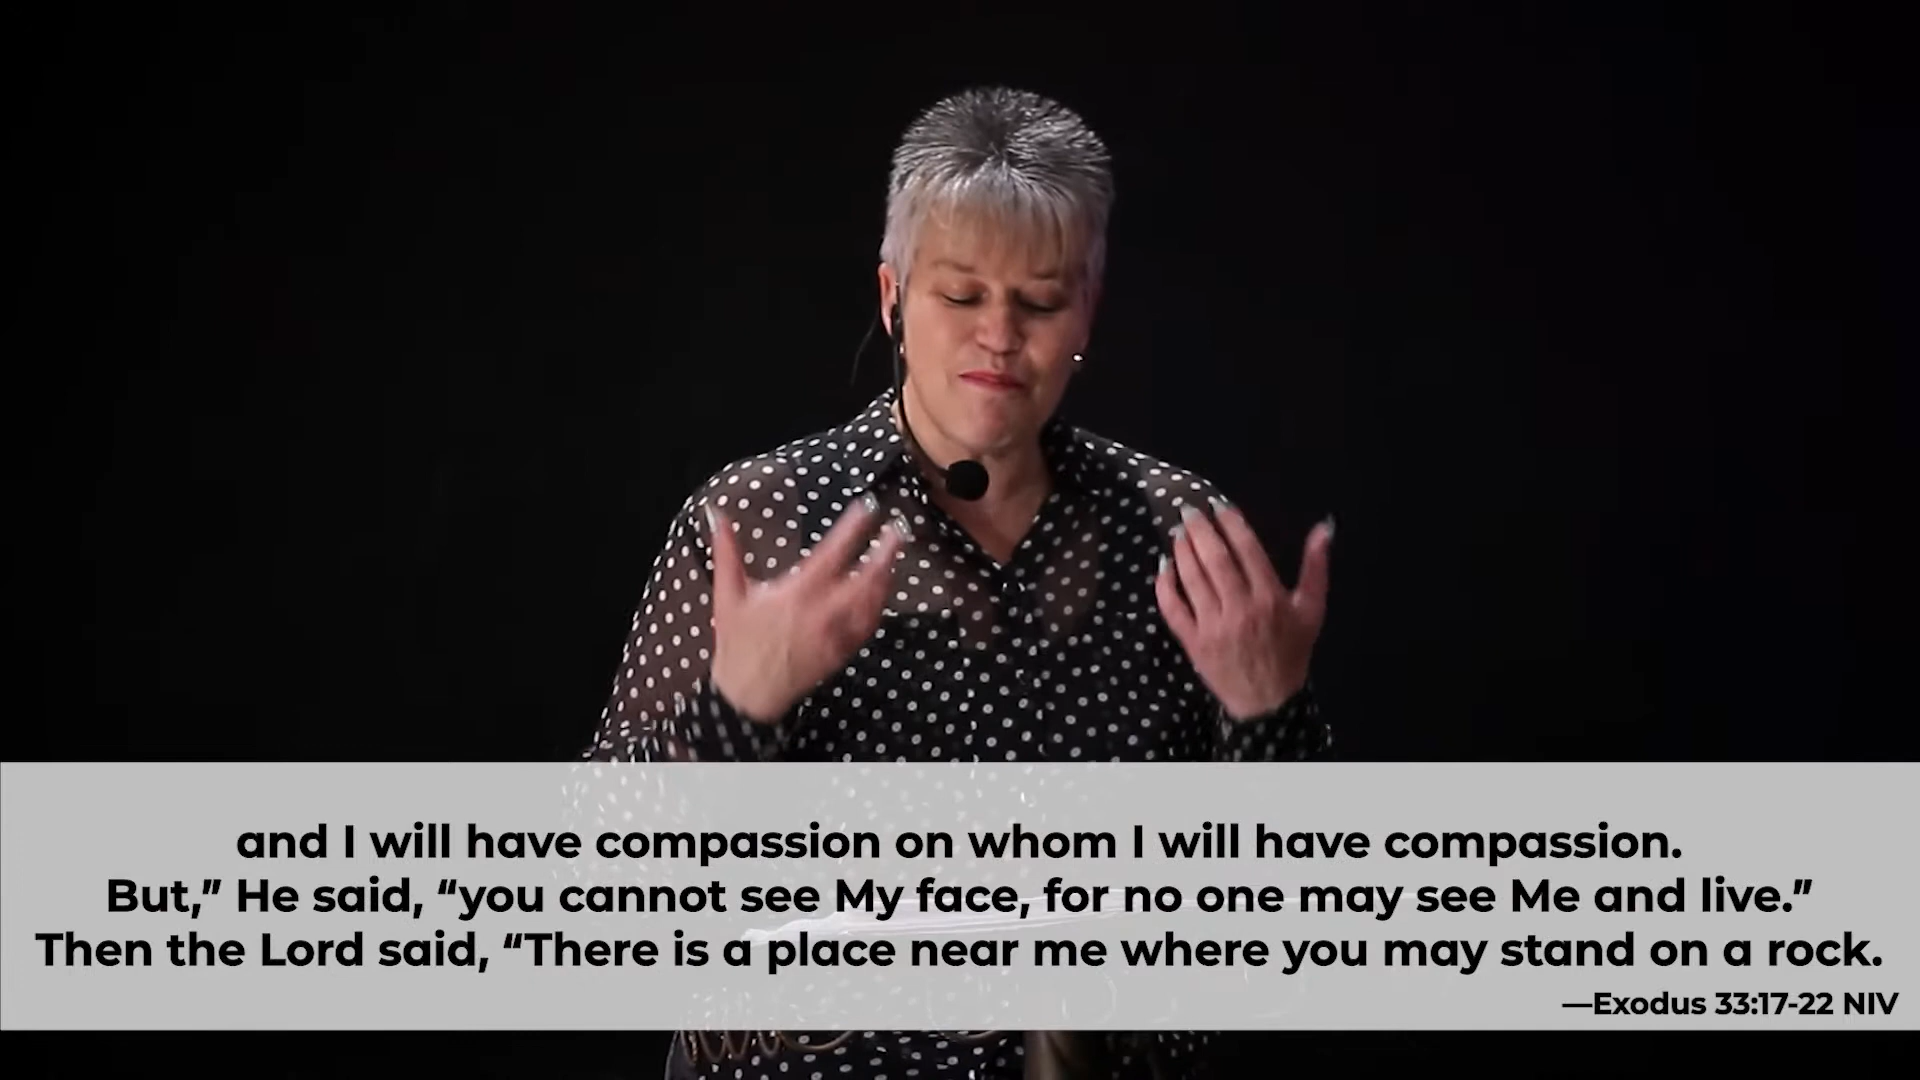 and I will have compassion on whom I will have compassion.
But,” He said, “you cannot see My face, for no one may see Me and live.”
Then the Lord said, “There is a place near me where you may stand on a rock.
—Exodus 33:17-22 NIV